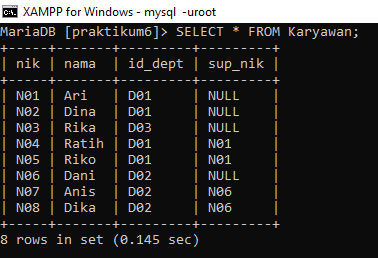 XAMPP for Windows - mysql -uroot
MariaDB [praktikum6]> SELECT * FROM Karyawan;
+-----+-------+---------+---------+
| nik | nama  | id_dept | sup_nik |
+-----+-------+---------+---------+
| N01 | Ari   | D01     | NULL    |
| N02 | Dina  | D01     | NULL    |
| N03 | Rika  | D03     | NULL    |
| N04 | Ratih | D01     | N01     |
| N05 | Riko  | D01     | N01     |
| N06 | Dani  | D02     | NULL    |
| N07 | Anis  | D02     | N06     |
| N08 | Dika  | D02     | N06     |
+-----+-------+---------+---------+
8 rows in set (0.145 sec)